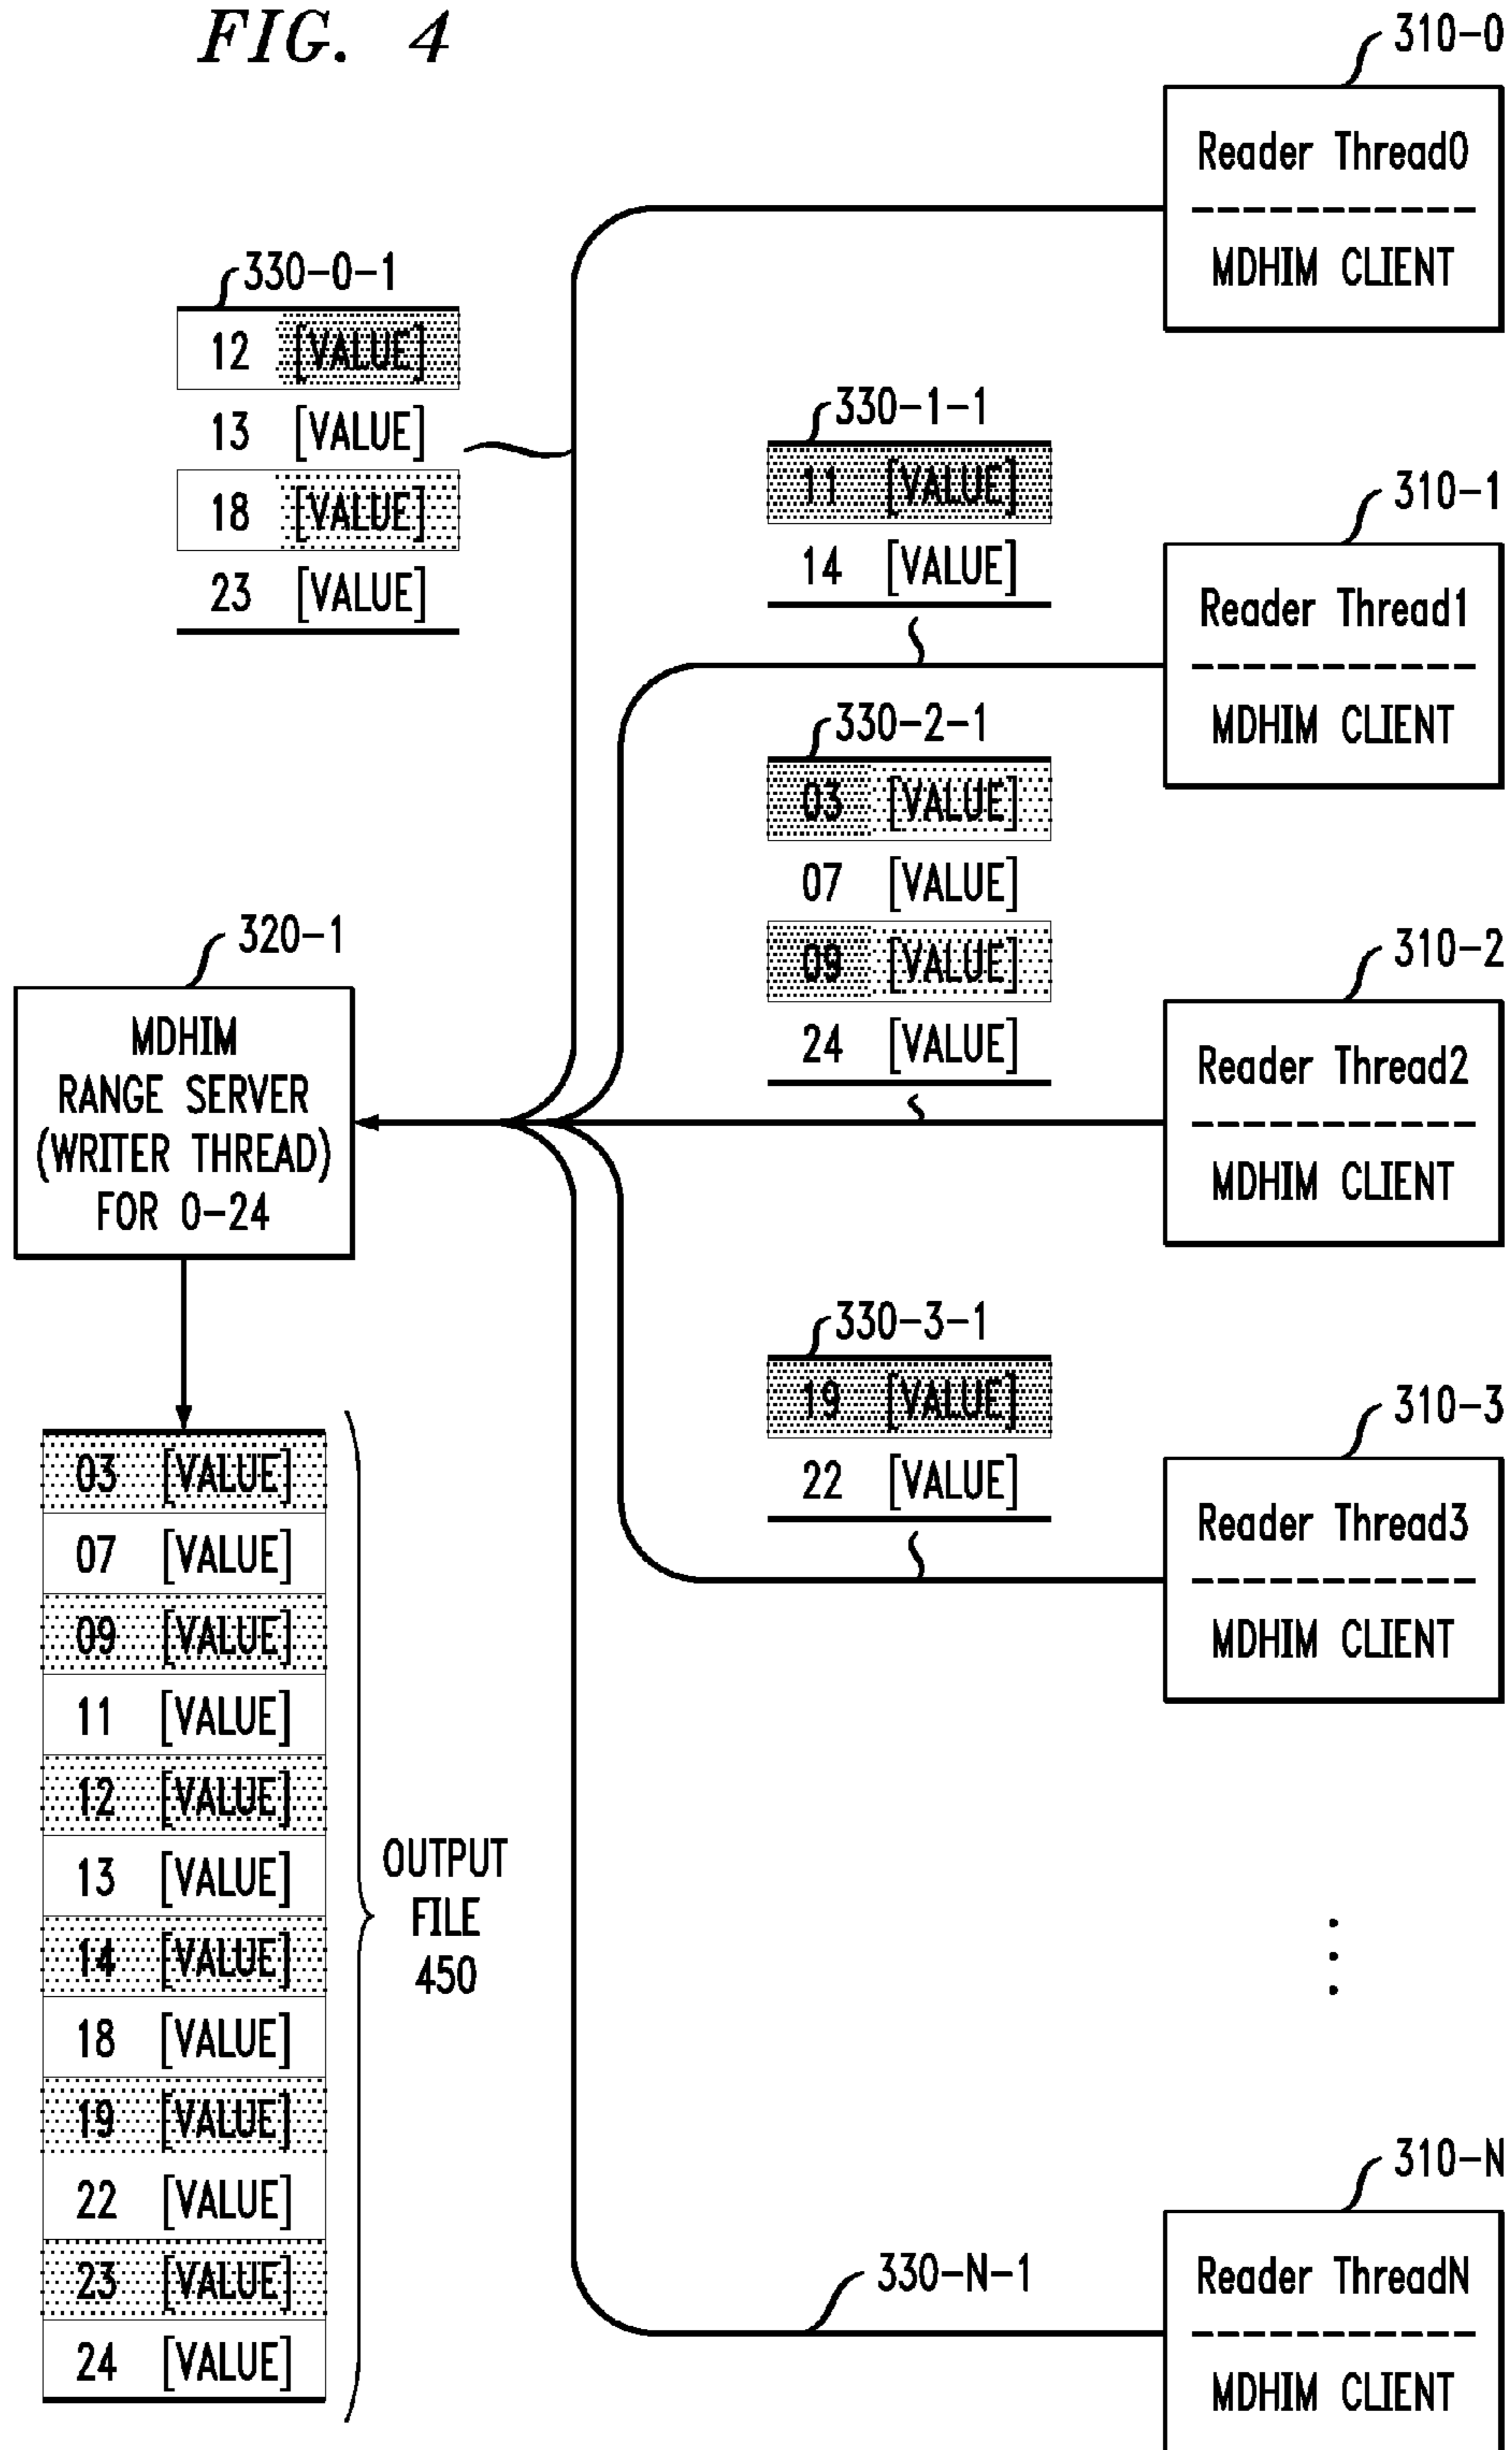 FIG. 4
310-0
Reader Thread0
MDHIM CLIENT
330-0-1
12 [VALUE]
13 [VALUE]
18 [VALUE]
23 [VALUE]
330-1-1
11 [VALUE]
14 [VALUE]
310-1
Reader Thread1
MDHIM CLIENT
330-2-1
03 [VALUE]
07 [VALUE]
09 [VALUE]
24 [VALUE]
310-2
Reader Thread2
MDHIM CLIENT
320-1
MDHIM
RANGE SERVER
(WRITER THREAD)
FOR 0-24
330-3-1
19 [VALUE]
22 [VALUE]
310-3
Reader Thread3
MDHIM CLIENT
03 [VALUE]
07 [VALUE]
09 [VALUE]
11 [VALUE]
12 [VALUE]
13 [VALUE]
14 [VALUE]
18 [VALUE]
19 [VALUE]
22 [VALUE]
23 [VALUE]
24 [VALUE]
OUTPUT
FILE
450
330-N-1
310-N
Reader ThreadN
MDHIM CLIENT